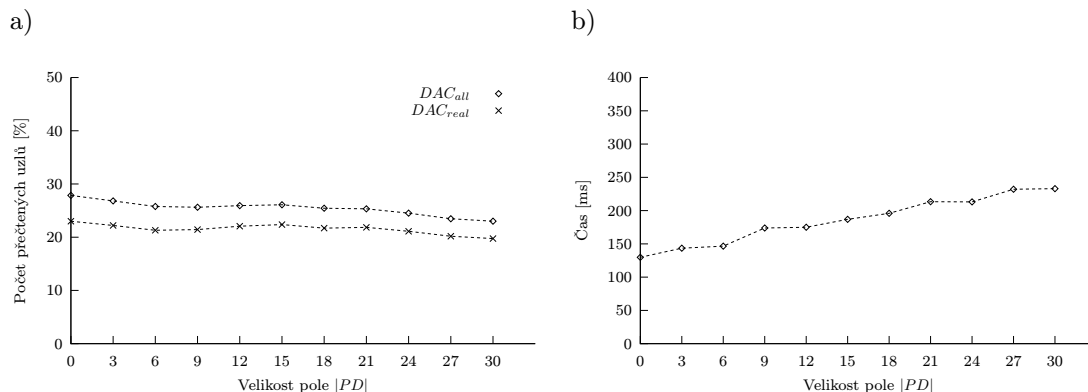 a)
Počet přečtených uzlů [%]
50
40
30
20
10
0
0 3 6 9 12 15 18 21 24 27 30
Velikost pole |PD|
DAC_all
DAC_real
b)
Čas [ms]
400
350
300
250
200
150
100
50
0
0 3 6 9 12 15 18 21 24 27 30
Velikost pole |PD|